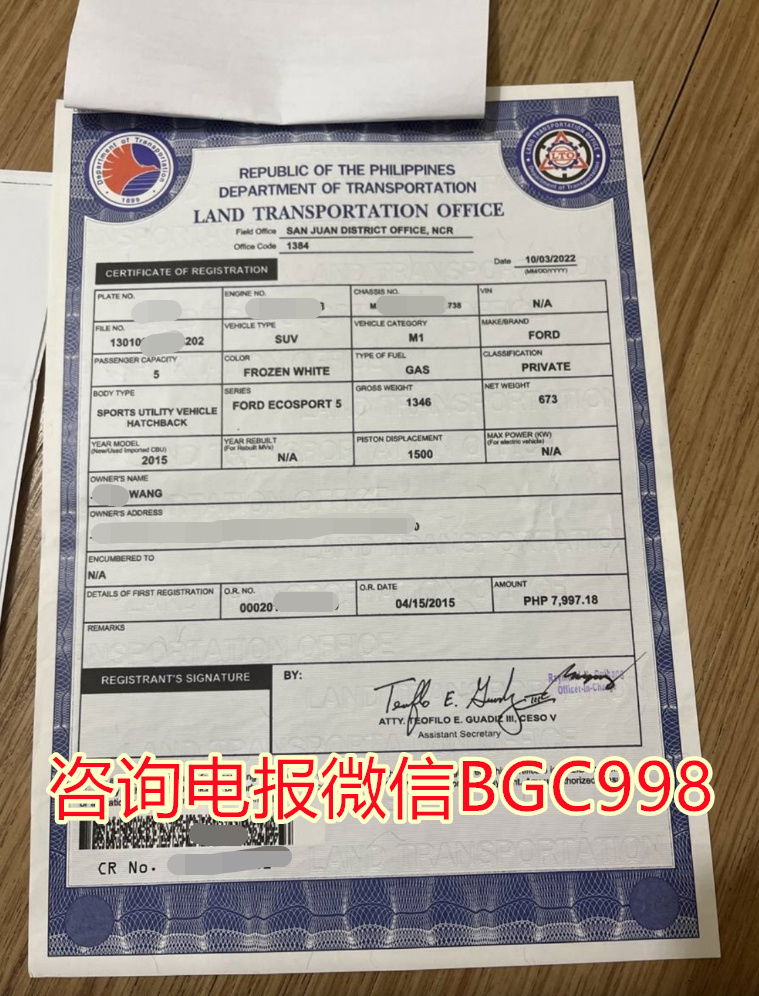 Department of Transportation
1899
LAND TRANSPORTATION OFFICE
LTO
Department of Transportation
REPUBLIC OF THE PHILIPPINES
DEPARTMENT OF TRANSPORTATION
LAND TRANSPORTATION OFFICE
Field Office SAN JUAN DISTRICT OFFICE, NCR
Office Code 1384
Date 10/03/2022
(MM/DD/YYYY)
CERTIFICATE OF REGISTRATION
PLATE NO. ENGINE NO. CHASSIS NO. VIN
M 738 N/A
FILE NO. VEHICLE TYPE VEHICLE CATEGORY MAKE/BRAND
13010 202 SUV M1 FORD
PASSENGER CAPACITY COLOR TYPE OF FUEL CLASSIFICATION
5 FROZEN WHITE GAS PRIVATE
BODY TYPE SERIES GROSS WEIGHT NET WEIGHT
SPORTS UTILITY VEHICLE HATCHBACK FORD ECOSPORT 5 1346 673
YEAR MODEL YEAR REBUILT PISTON DISPLACEMENT MAX POWER (KW)
(New/Used Imported CBU) (For Rebuilt MVs) (For electric vehicle)
2015 N/A 1500 N/A
OWNER'S NAME
WANG
OWNER'S ADDRESS
ENCUMBERED TO
N/A
DETAILS OF FIRST REGISTRATION O.R. NO. O.R. DATE AMOUNT
00020 04/15/2015 PHP 7,997.18
REMARKS
REGISTRANT'S SIGNATURE BY:
Officer-In-Charge
ATTY. TEOFILO E. GUADIZ III, CESO V
Assistant Secretary
咨询电报微信BGC998
CR No.
LAND TRANSPORTATION